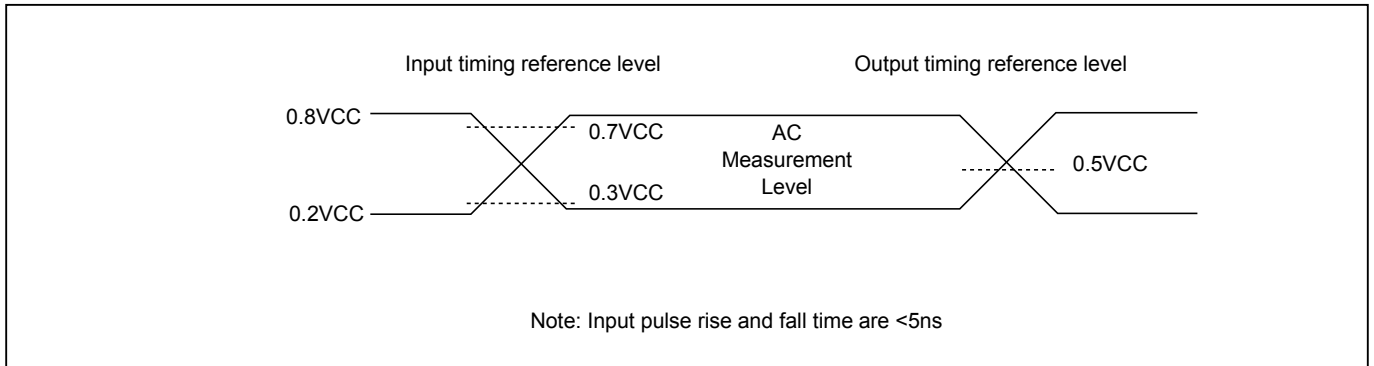 Input timing reference level
Output timing reference level
0.8VCC
0.7VCC
AC
Measurement
Level
0.5VCC
0.3VCC
0.2VCC
Note: Input pulse rise and fall time are <5ns